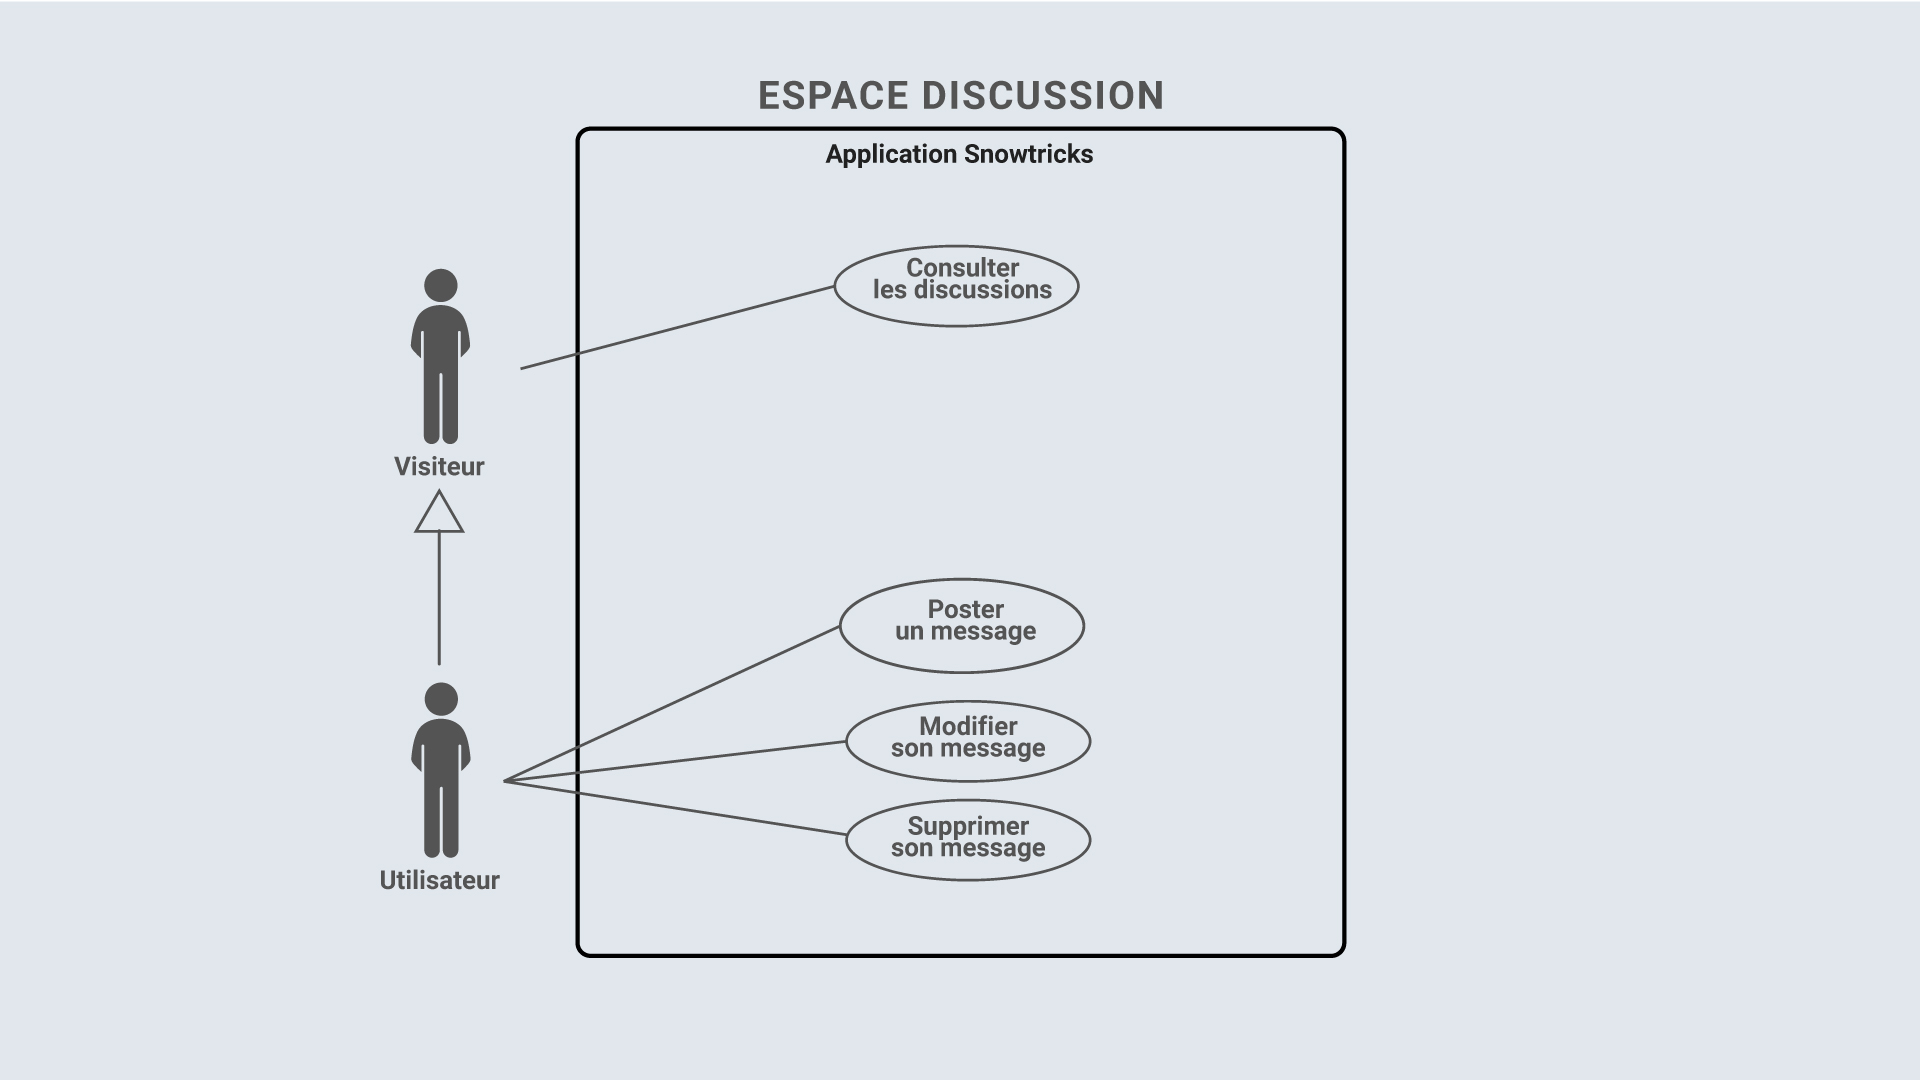 ESPACE DISCUSSION
Application Snowtricks
Consulter
les discussions
Visiteur
Poster
un message
Modifier
son message
Supprimer
son message
Utilisateur